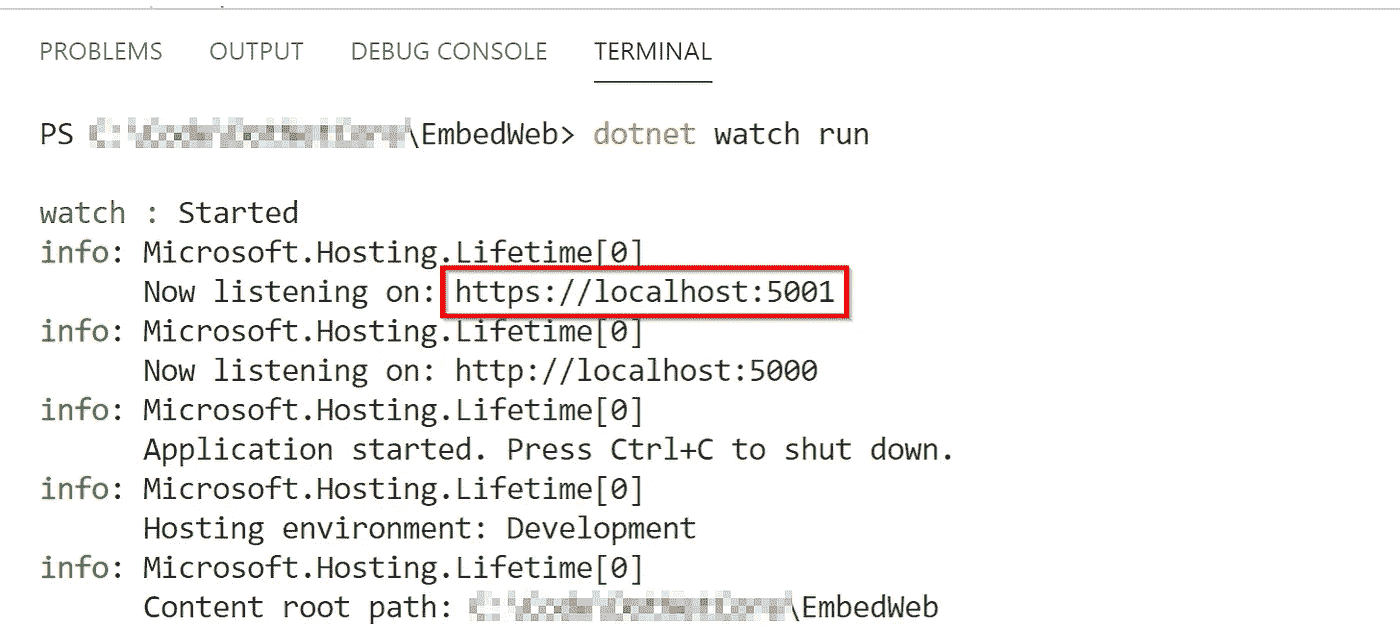 PROBLEMS OUTPUT DEBUG CONSOLE TERMINAL
PS \EmbedWeb> dotnet watch run
watch : Started
info: Microsoft.Hosting.Lifetime[0]
Now listening on: https://localhost:5001
info: Microsoft.Hosting.Lifetime[0]
Now listening on: http://localhost:5000
info: Microsoft.Hosting.Lifetime[0]
Application started. Press Ctrl+C to shut down.
info: Microsoft.Hosting.Lifetime[0]
Hosting environment: Development
info: Microsoft.Hosting.Lifetime[0]
Content root path: \EmbedWeb